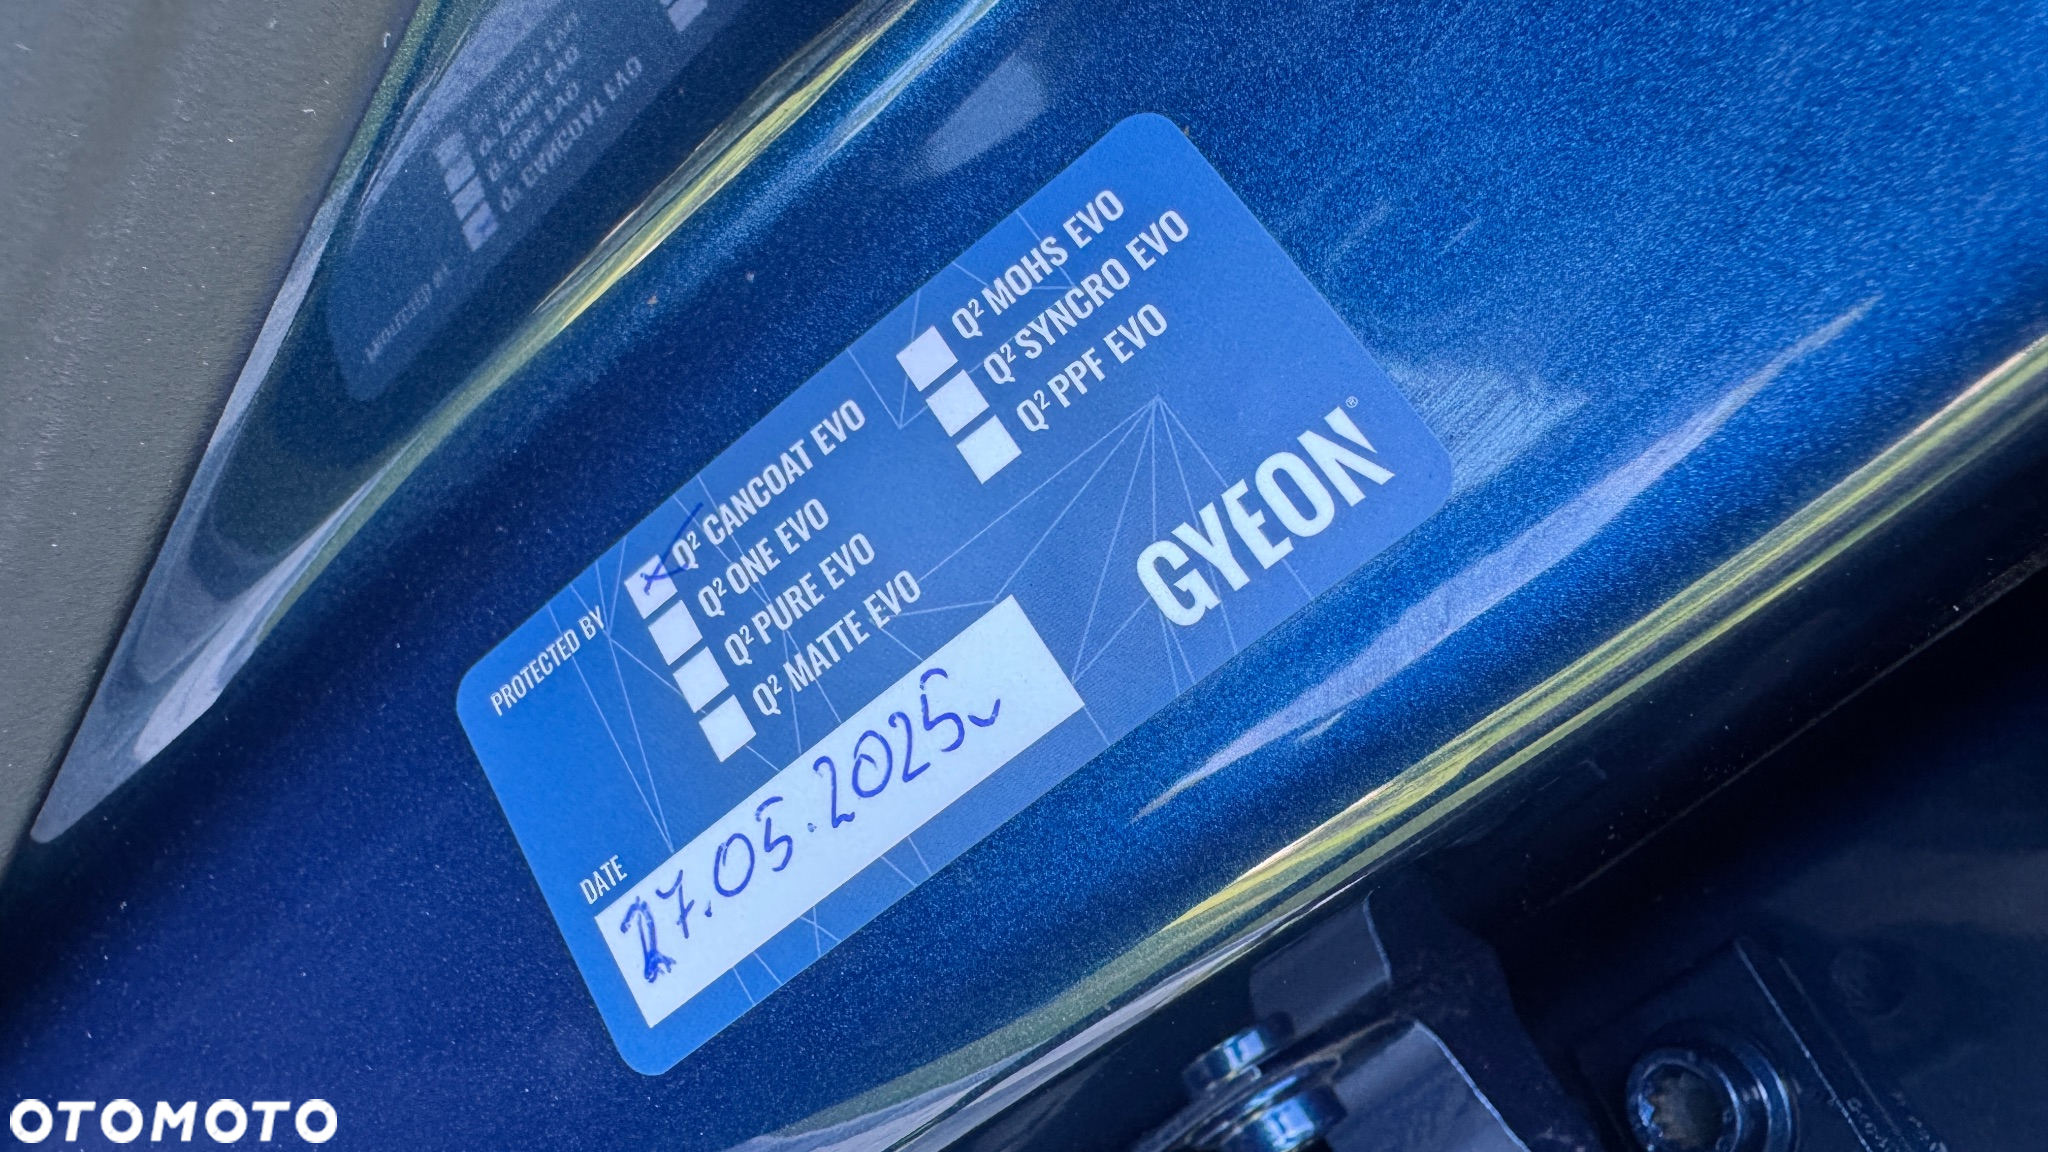 PROTECTED BY
Q² CANCOAT EVO
Q² ONE EVO
Q² PURE EVO
Q² MATTE EVO
Q² MOHS EVO
Q² SYNCRO EVO
Q² PPF EVO
GYEON®
DATE
27.05.2025
OTOMOTO